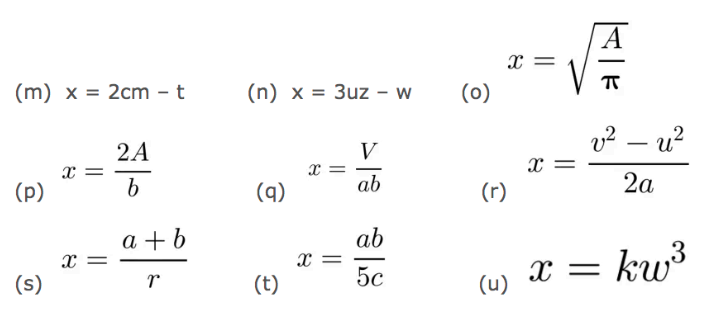 (m) x = 2cm – t (n) x = 3uz – w (o) x = √(A/π)
(p) x = 2A/b (q) x = V/ab (r) x = (v² − u²)/2a
(s) x = (a + b)/r (t) x = ab/5c (u) x = kw³